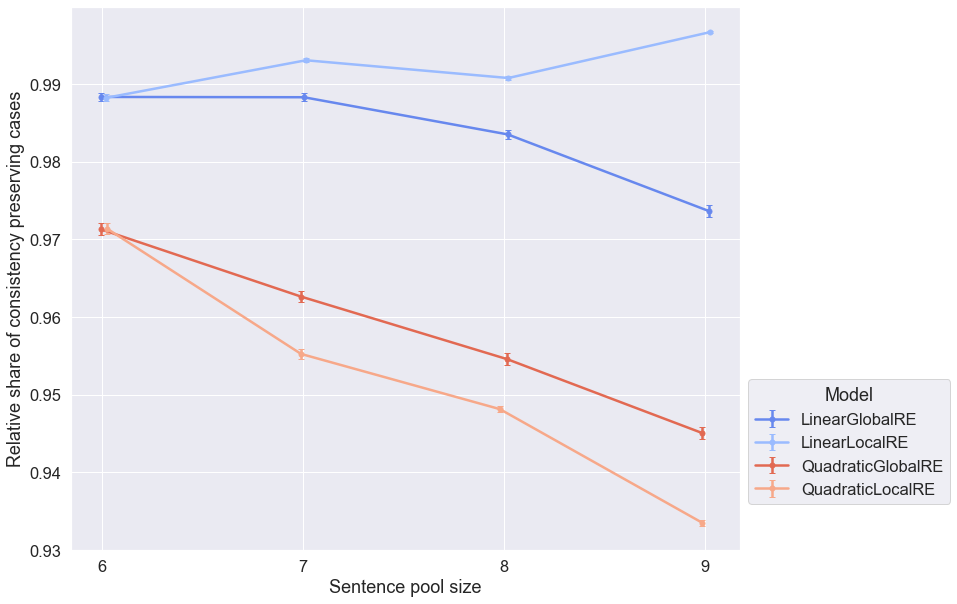 Relative share of consistency preserving cases
0.99
0.98
0.97
0.96
0.95
0.94
0.93
6
7
8
9
Sentence pool size
Model
LinearGlobalRE
LinearLocalRE
QuadraticGlobalRE
QuadraticLocalRE